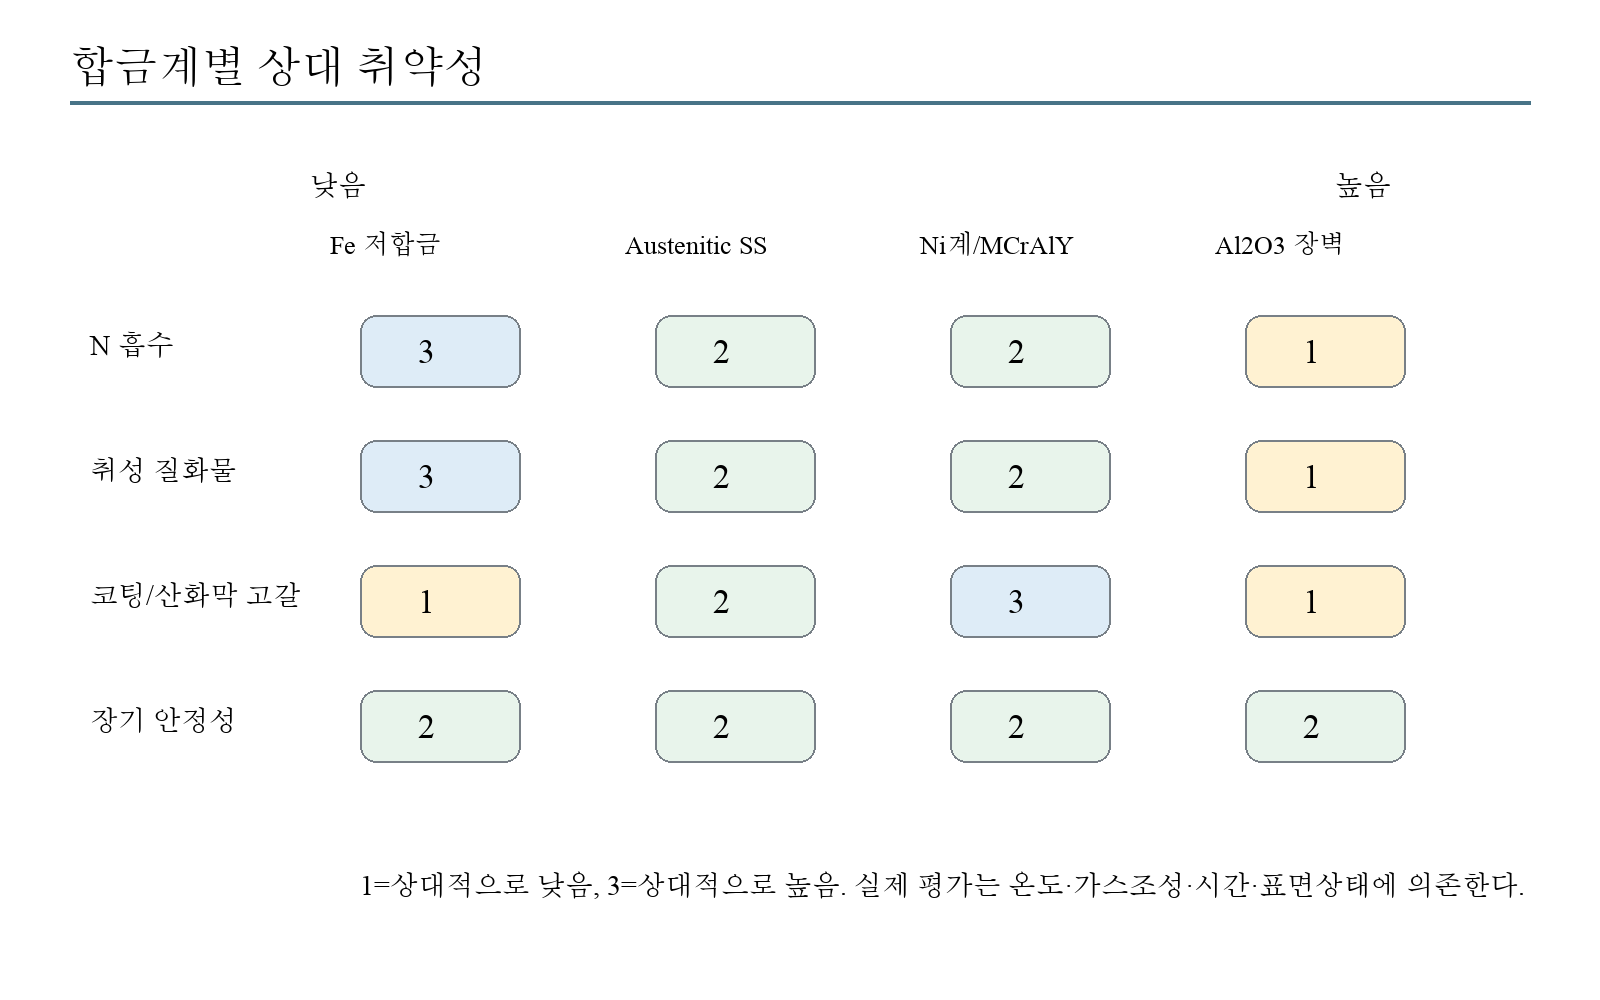 합금계별 상대 취약성
낮음 높음
Fe 저합금 Austenitic SS Ni계/MCrAlY Al2O3 장벽
N 흡수 3 2 2 1
취성 질화물 3 2 2 1
코팅/산화막 고갈 1 2 3 1
장기 안정성 2 2 2 2
1=상대적으로 낮음, 3=상대적으로 높음. 실제 평가는 온도·가스조성·시간·표면상태에 의존한다.